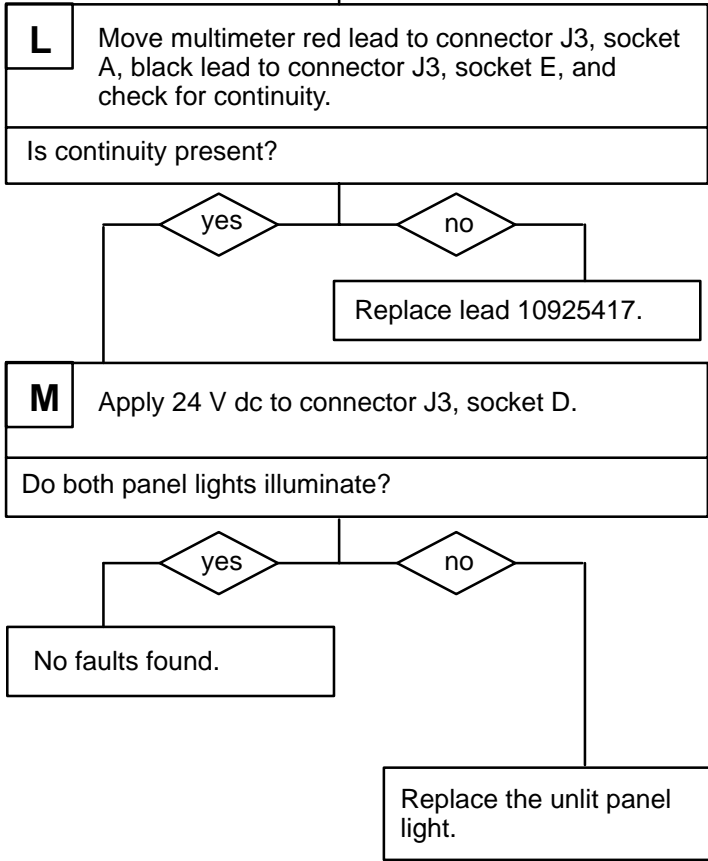 L
Move multimeter red lead to connector J3, socket
A, black lead to connector J3, socket E, and
check for continuity.
Is continuity present?
yes
no
Replace lead 10925417.
M
Apply 24 V dc to connector J3, socket D.
Do both panel lights illuminate?
yes
no
No faults found.
Replace the unlit panel
light.